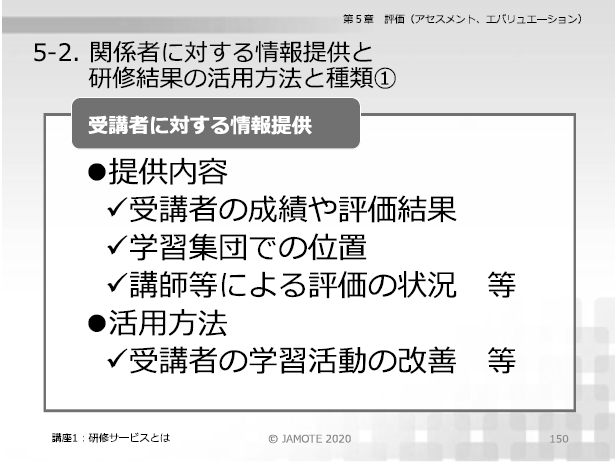 第５章　評価（アセスメント、エバリュエーション）
5-2. 関係者に対する情報提供と
研修結果の活用方法と種類①
受講者に対する情報提供
●提供内容
✓受講者の成績や評価結果
✓学習集団での位置
✓講師等による評価の状況　等
●活用方法
✓受講者の学習活動の改善　等
講座1：研修サービスとは
© JAMOTE 2020
150